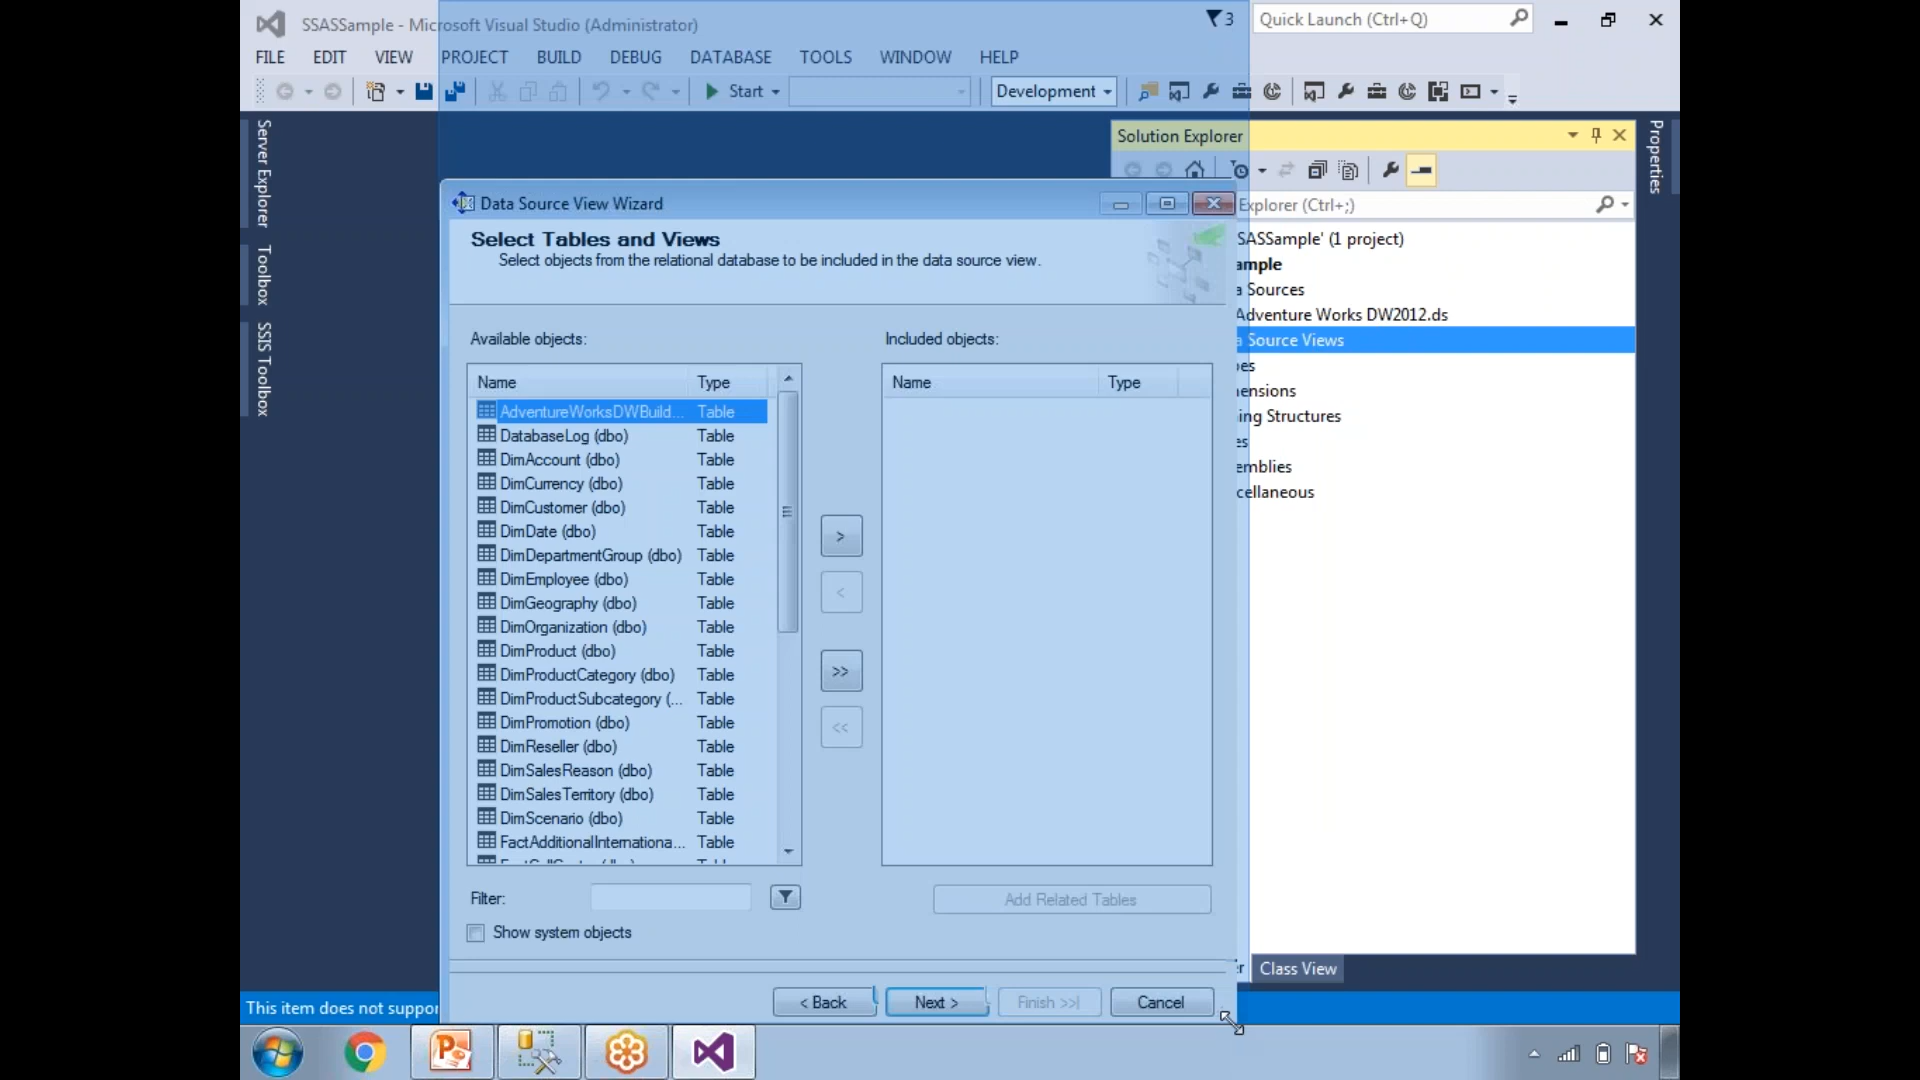 SSASSample - Microsoft Visual Studio (Administrator)
3
Quick Launch (Ctrl+Q)
FILE EDIT VIEW PROJECT BUILD DEBUG DATABASE TOOLS WINDOW HELP
Start
Development
Server Explorer
Toolbox
SSIS Toolbox
Solution Explorer
Properties
Explorer (Ctrl+;)
SASSample' (1 project)
ample
a Sources
Adventure Works DW2012.ds
a Source Views
es
ensions
ing Structures
es
emblies
cellaneous
Data Source View Wizard
Select Tables and Views
Select objects from the relational database to be included in the data source view.
Available objects:
Included objects:
Name Type
Name Type
AdventureWorksDWBuild... Table
DatabaseLog (dbo) Table
DimAccount (dbo) Table
DimCurrency (dbo) Table
DimCustomer (dbo) Table
DimDate (dbo) Table
DimDepartmentGroup (dbo) Table
DimEmployee (dbo) Table
DimGeography (dbo) Table
DimOrganization (dbo) Table
DimProduct (dbo) Table
DimProductCategory (dbo) Table
DimProductSubcategory (... Table
DimPromotion (dbo) Table
DimReseller (dbo) Table
DimSalesReason (dbo) Table
DimSalesTerritory (dbo) Table
DimScenario (dbo) Table
FactAdditionalInternationa... Table
>
<
>>
<<
Filter:
Add Related Tables
Show system objects
< Back
Next >
Finish >>|
Cancel
r
Class View
This item does not suppor